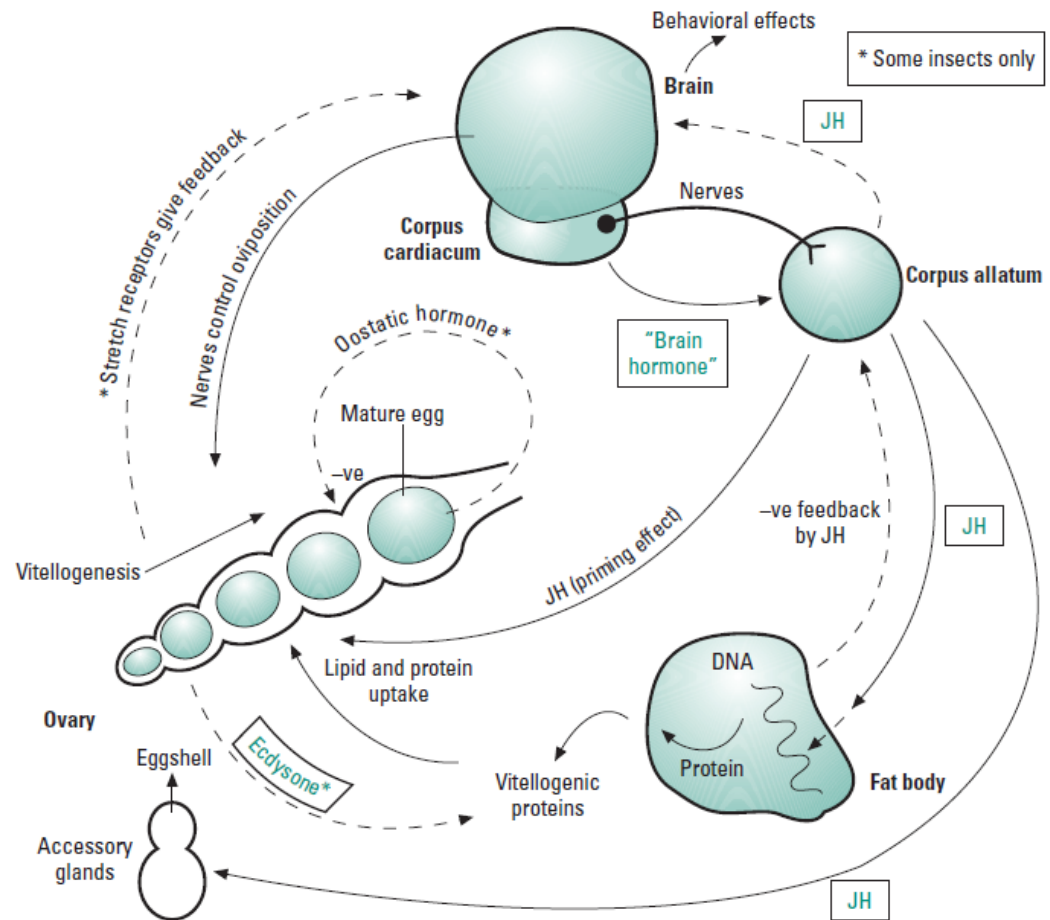 Behavioral effects
* Some insects only
Brain
JH
* Stretch receptors give feedback
Nerves control oviposition
Nerves
Corpus
cardiacum
Corpus allatum
"Brain
hormone"
Oostatic hormone*
Mature egg
–ve
–ve feedback
by JH
JH
JH (priming effect)
Vitellogenesis
DNA
Lipid and protein
uptake
Ovary
Ecdysone*
Eggshell
Protein
Fat body
Vitellogenic
proteins
Accessory
glands
JH